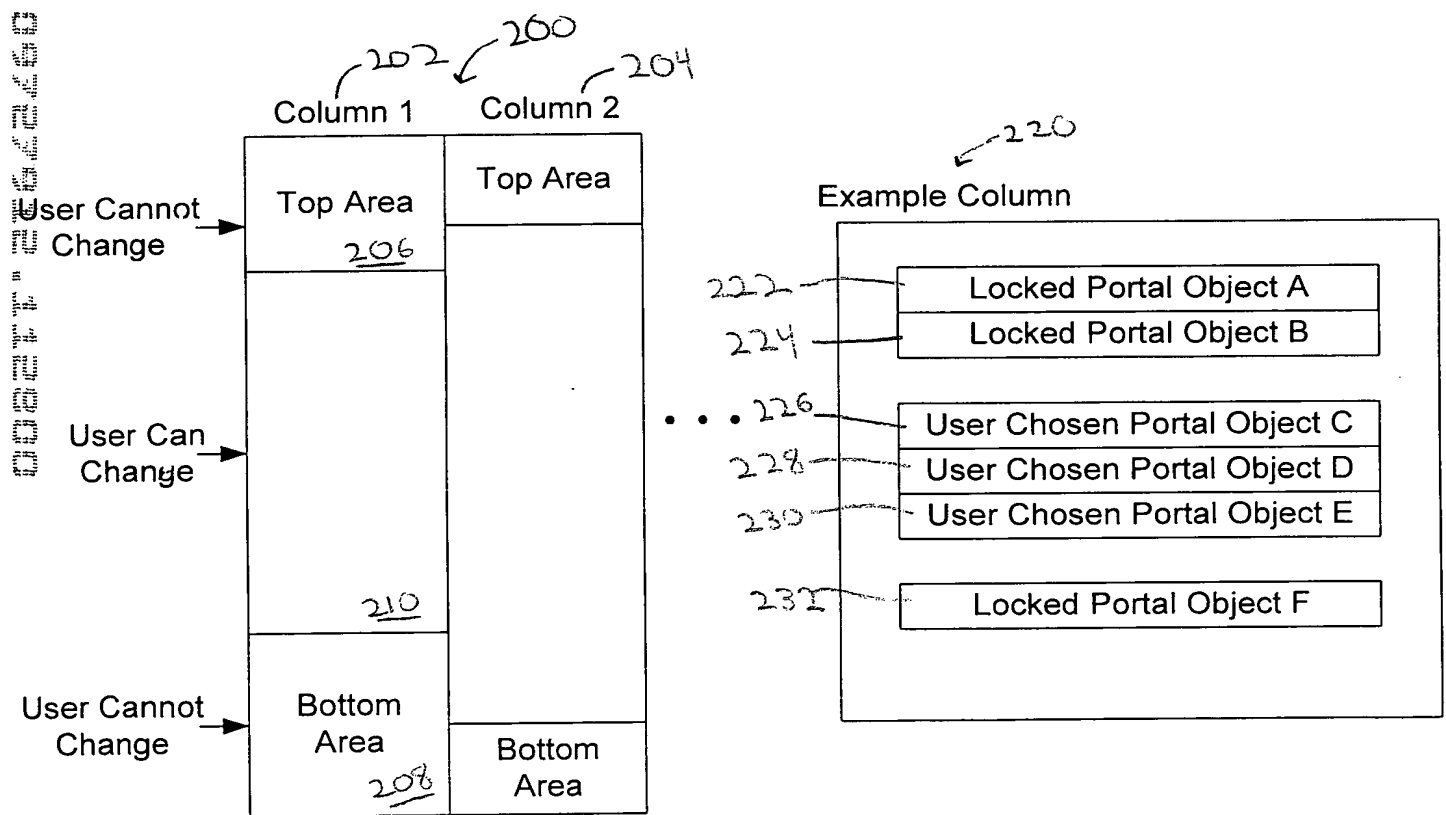 200
202
204
Column 1
Column 2
Top Area
206
Top Area
User Cannot
Change
User Can
Change
210
User Cannot
Change
Bottom
Area
208
Bottom
Area
• • •
220
Example Column
222
Locked Portal Object A
224
Locked Portal Object B
226
User Chosen Portal Object C
228
User Chosen Portal Object D
230
User Chosen Portal Object E
232
Locked Portal Object F